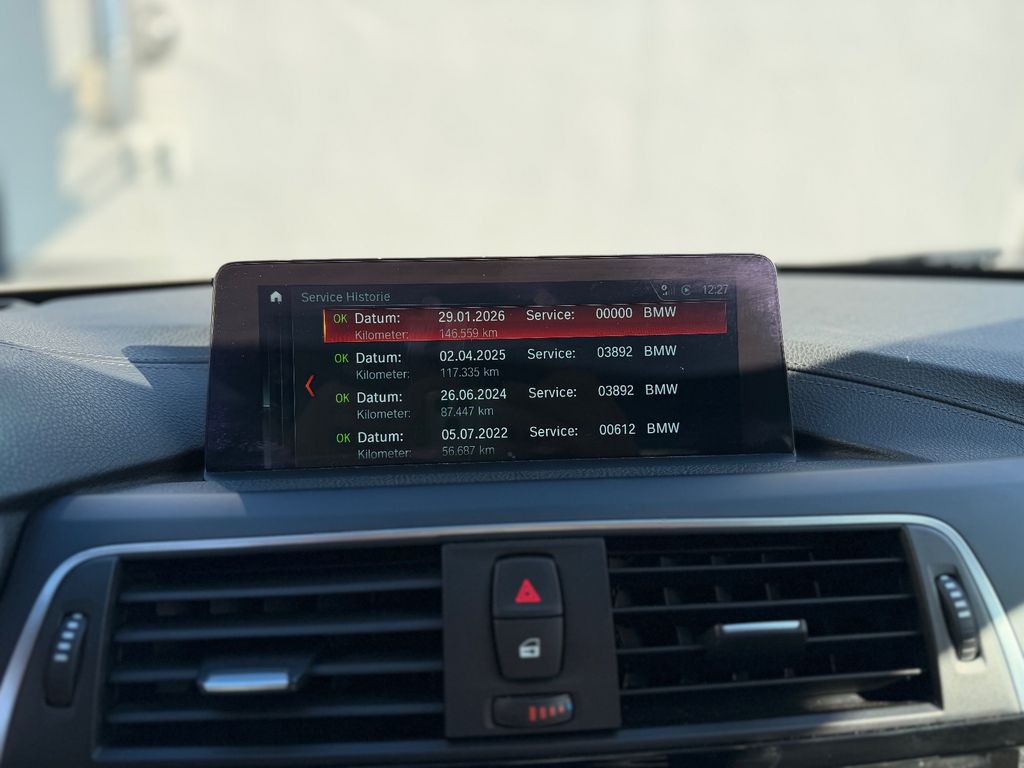 Service Historie 12:27
OK Datum: 29.01.2026 Service: 00000 BMW
Kilometer: 146.559 km
OK Datum: 02.04.2025 Service: 03892 BMW
Kilometer: 117.335 km
OK Datum: 26.06.2024 Service: 03892 BMW
Kilometer: 87.447 km
OK Datum: 05.07.2022 Service: 00612 BMW
Kilometer: 56.687 km